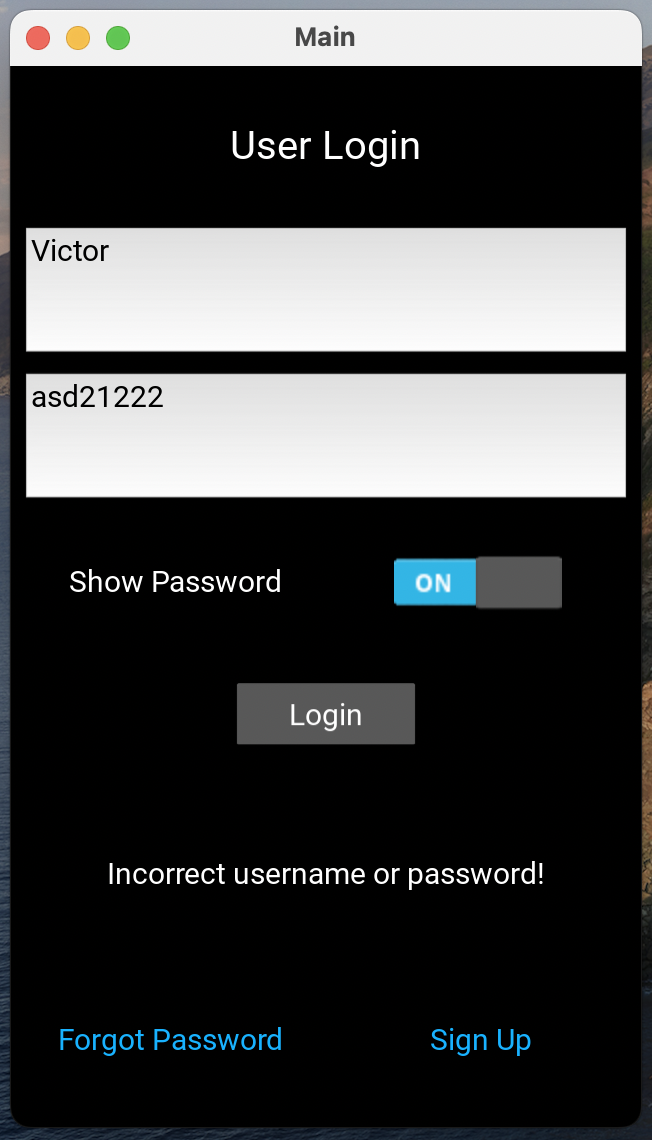 Main
User Login
Victor
asd21222
Show Password ON
Login
Incorrect username or password!
Forgot Password Sign Up